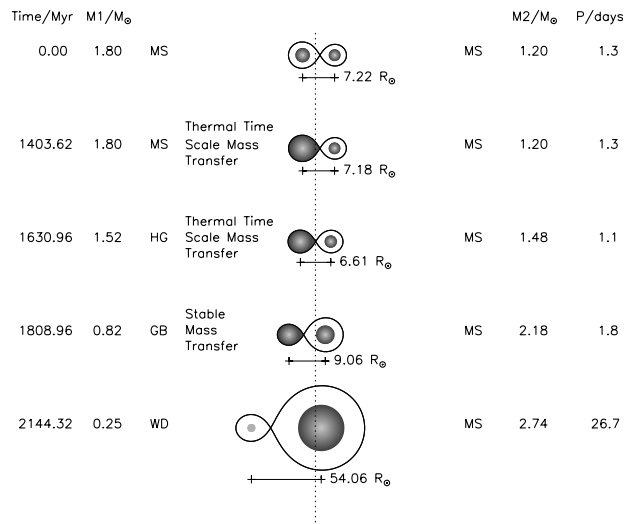 Time/Myr M1/M⊙ M2/M⊙ P/days
0.00 1.80 MS MS 1.20 1.3
7.22 R⊙
Thermal Time
1403.62 1.80 MS Scale Mass MS 1.20 1.3
Transfer
7.18 R⊙
Thermal Time
1630.96 1.52 HG Scale Mass MS 1.48 1.1
Transfer
6.61 R⊙
Stable
1808.96 0.82 GB Mass MS 2.18 1.8
Transfer
9.06 R⊙
2144.32 0.25 WD MS 2.74 26.7
54.06 R⊙